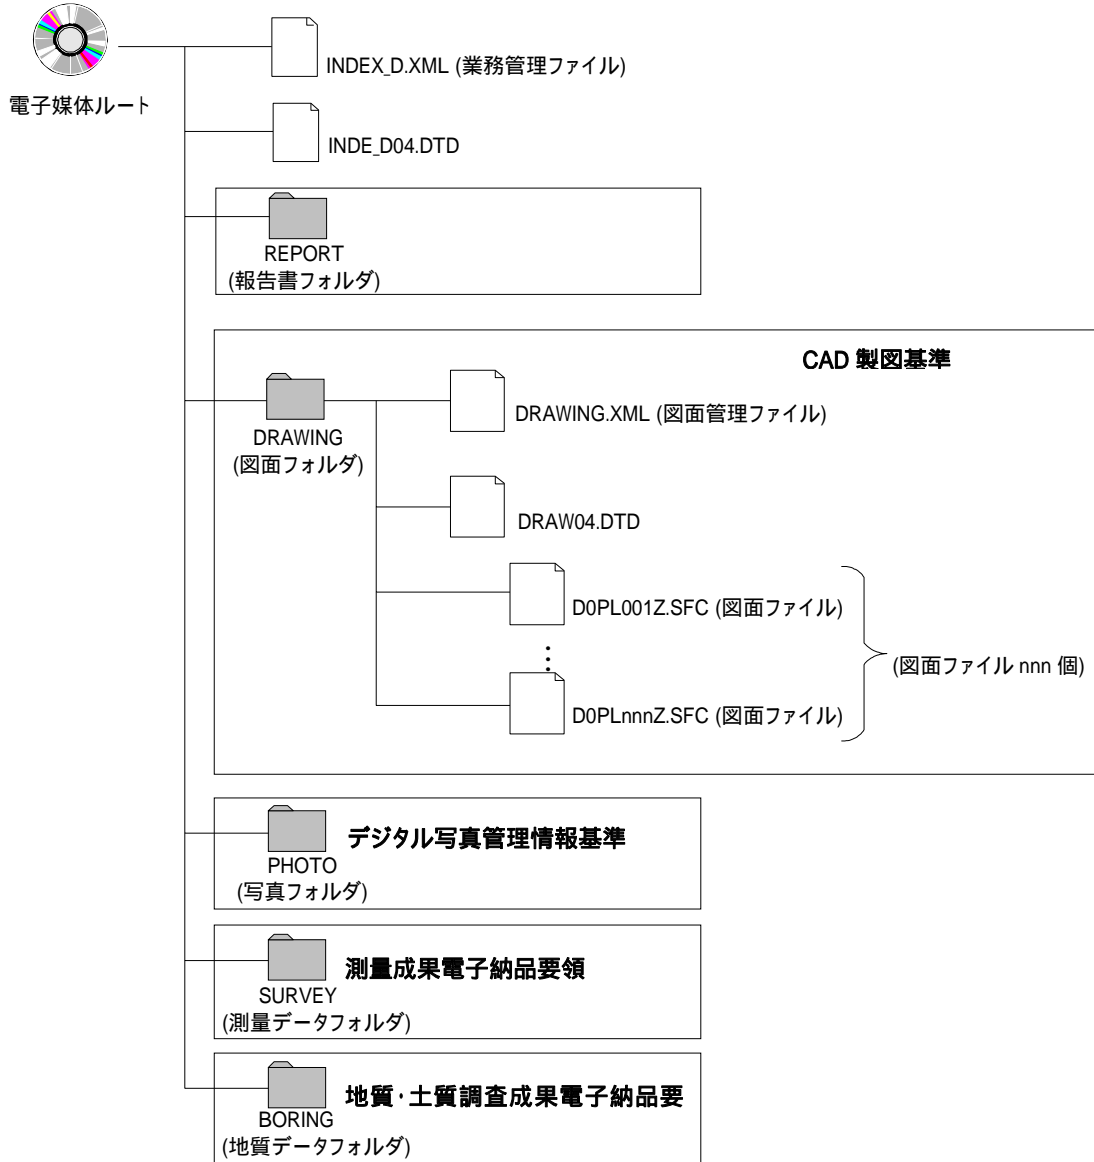 INDEX_D.XML (業務管理ファイル)
電子媒体ルート
INDE_D04.DTD
REPORT
(報告書フォルダ)
CAD 製図基準
DRAWING.XML (図面管理ファイル)
DRAWING
(図面フォルダ)
DRAW04.DTD
D0PL001Z.SFC (図面ファイル)
(図面ファイル nnn 個)
D0PLnnnZ.SFC (図面ファイル)
デジタル写真管理情報基準
PHOTO
(写真フォルダ)
測量成果電子納品要領
SURVEY
(測量データフォルダ)
地質･土質調査成果電子納品要
BORING
(地質データフォルダ)